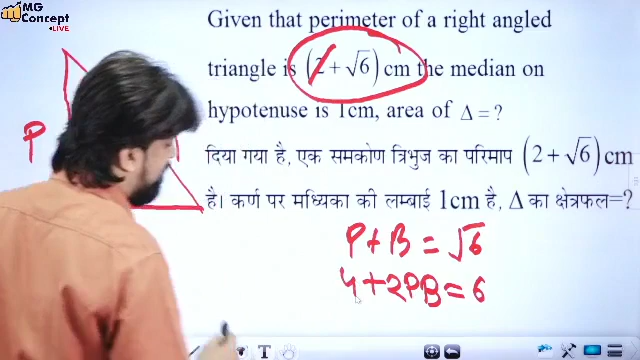 MG
Concept
LIVE
Given that perimeter of a right angled
triangle is (2 + √6) cm the median on
hypotenuse is 1cm, area of Δ = ?
दिया गया है, एक समकोण त्रिभुज का परिमाप (2 + √6) cm
है। कर्ण पर मध्यिका की लम्बाई 1cm है, Δ का क्षेत्रफल=?
P
P + B = √6
4 + 2PB = 6
T